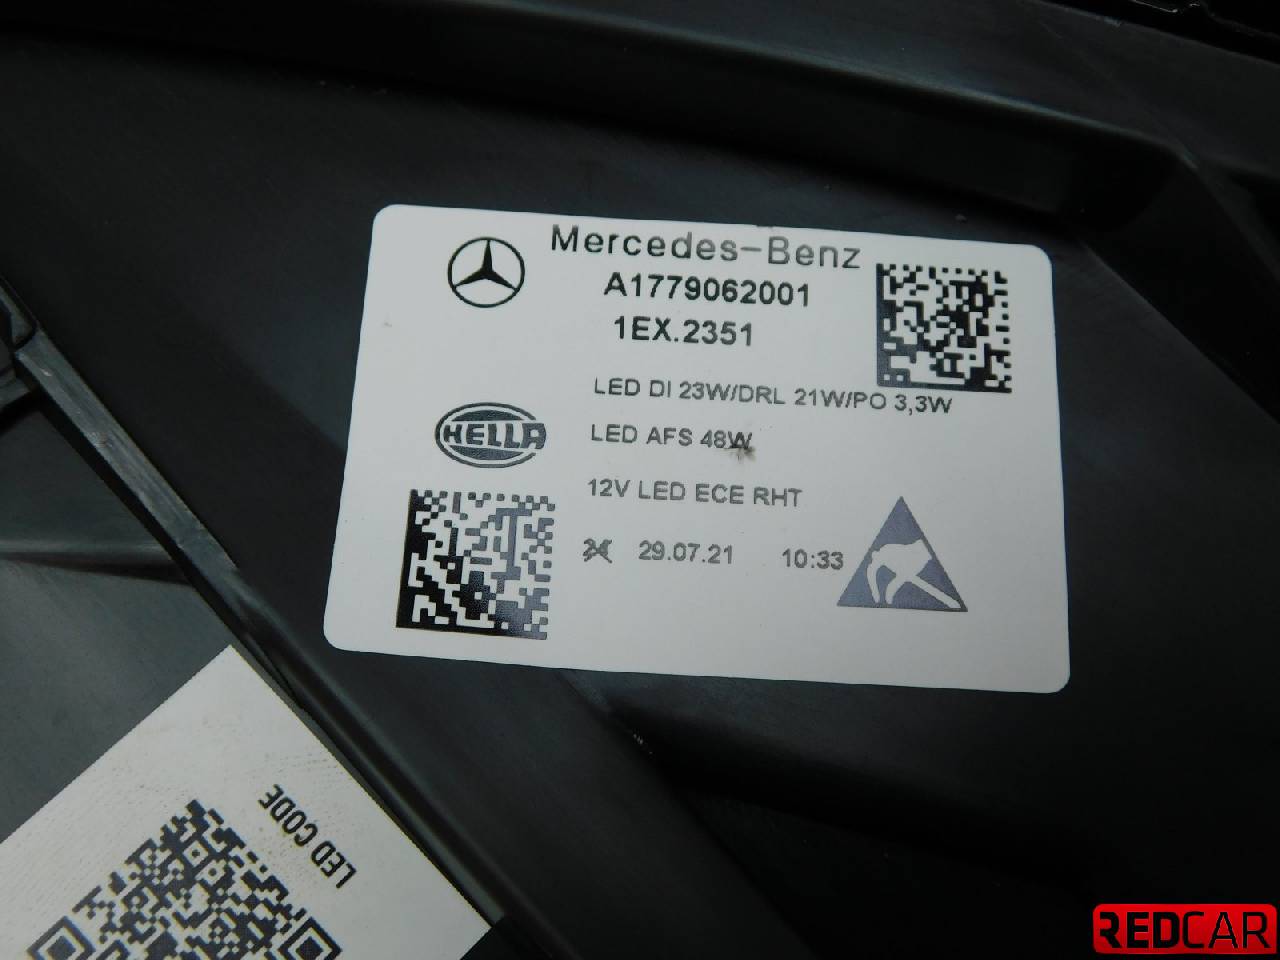 Mercedes-Benz
A1779062001
1EX.2351
LED DI 23W/DRL 21W/PO 3,3W
HELLA
LED AFS 48W
12V LED ECE RHT
29.07.21 10:33
LED CODE
REDCAR